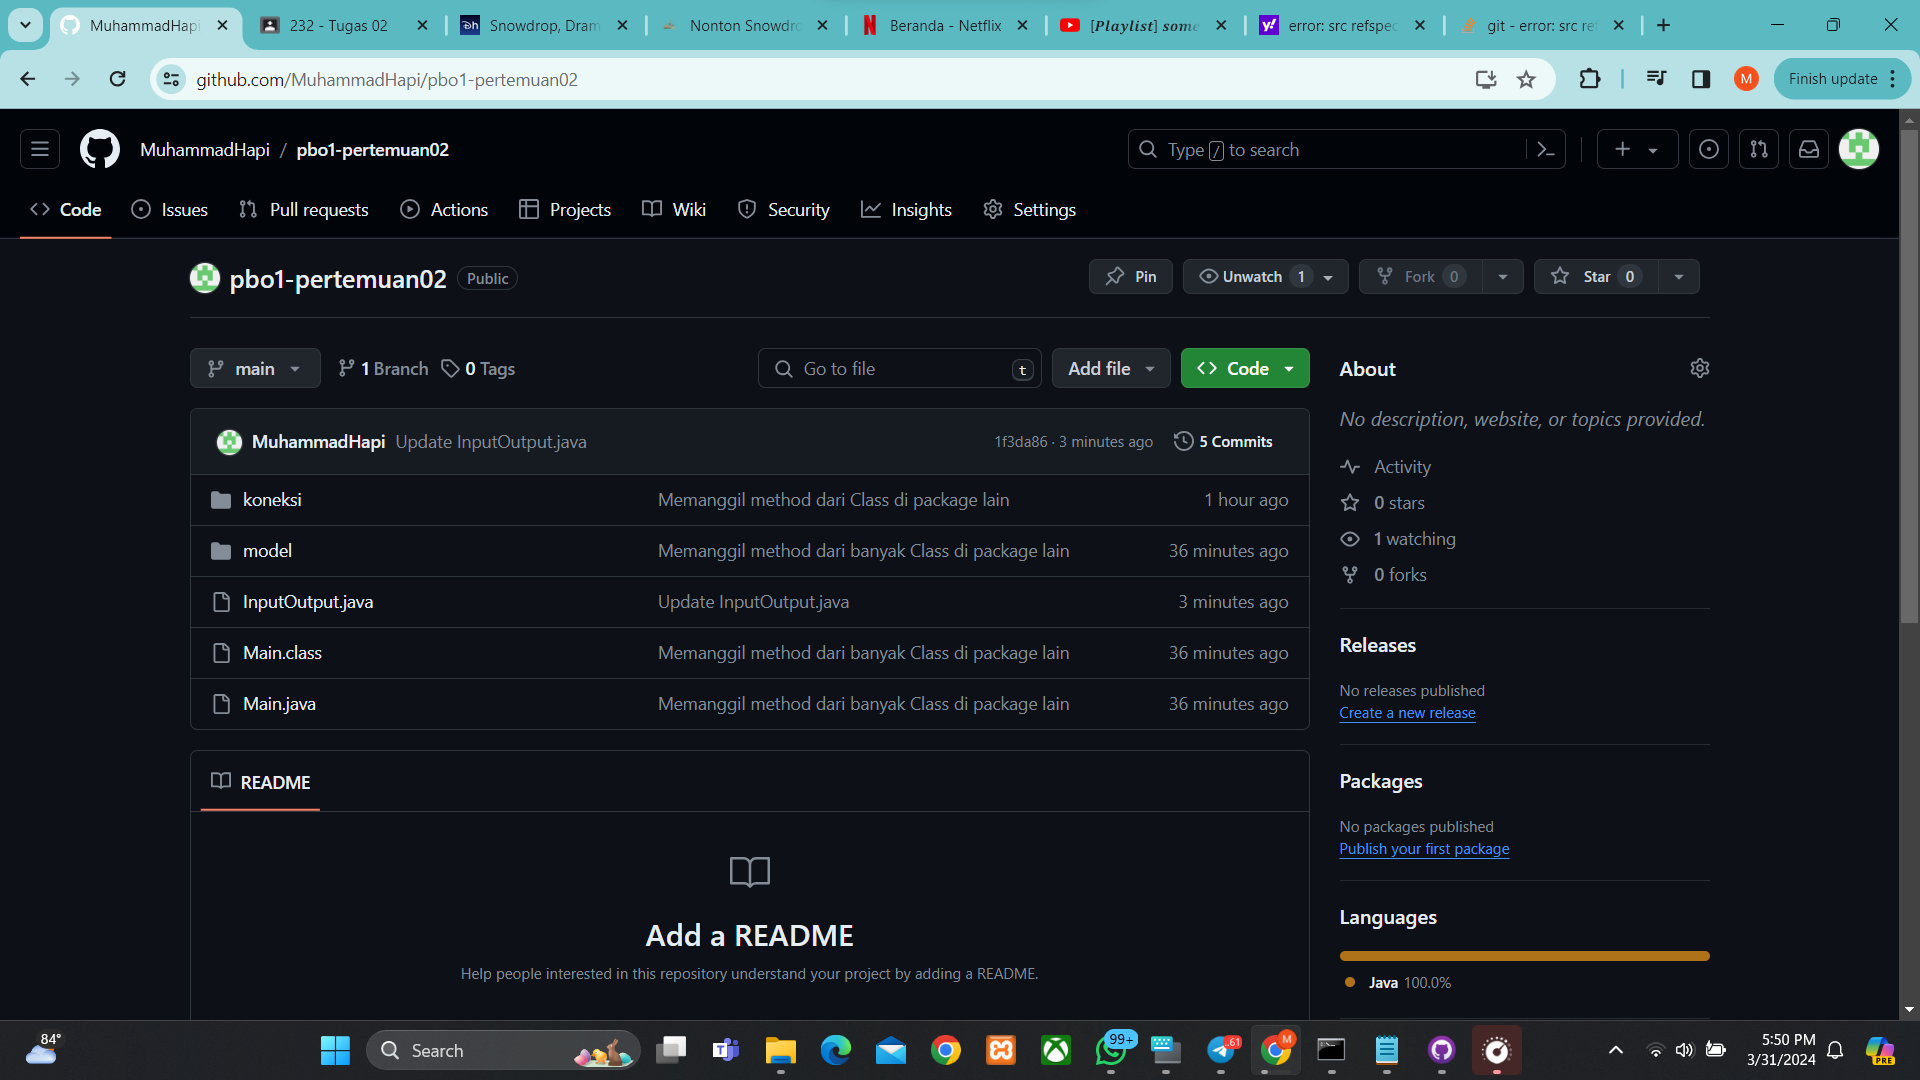 MuhammadHapi
232 - Tugas 02
Snowdrop, Dram
Nonton Snowdro
Beranda - Netflix
[Playlist] some
error: src refspec
git - error: src ref
github.com/MuhammadHapi/pbo1-pertemuan02
M
Finish update
MuhammadHapi / pbo1-pertemuan02
Type / to search
Code
Issues
Pull requests
Actions
Projects
Wiki
Security
Insights
Settings
pbo1-pertemuan02
Public
Pin
Unwatch 1
Fork 0
Star 0
main
1 Branch
0 Tags
Go to file
t
Add file
Code
MuhammadHapi Update InputOutput.java
1f3da86 · 3 minutes ago
5 Commits
koneksi
Memanggil method dari Class di package lain
1 hour ago
model
Memanggil method dari banyak Class di package lain
36 minutes ago
InputOutput.java
Update InputOutput.java
3 minutes ago
Main.class
Memanggil method dari banyak Class di package lain
36 minutes ago
Main.java
Memanggil method dari banyak Class di package lain
36 minutes ago
README
Add a README
Help people interested in this repository understand your project by adding a README.
About
No description, website, or topics provided.
Activity
0 stars
1 watching
0 forks
Releases
No releases published
Create a new release
Packages
No packages published
Publish your first package
Languages
Java 100.0%
84°
Search
99+
61
M
5:50 PM
3/31/2024
PRE